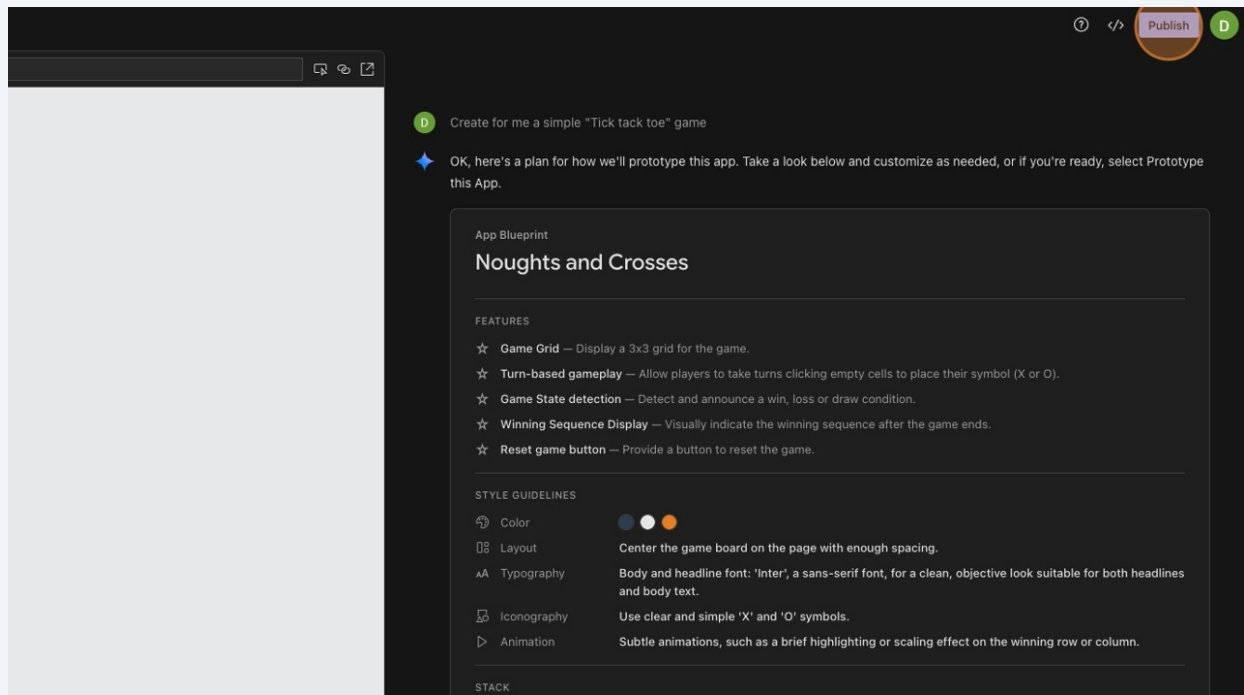 Publish
D
D
Create for me a simple "Tick tack toe" game
OK, here's a plan for how we'll prototype this app. Take a look below and customize as needed, or if you're ready, select Prototype
this App.
App Blueprint
Noughts and Crosses
FEATURES
Game Grid — Display a 3x3 grid for the game.
Turn-based gameplay — Allow players to take turns clicking empty cells to place their symbol (X or O).
Game State detection — Detect and announce a win, loss or draw condition.
Winning Sequence Display — Visually indicate the winning sequence after the game ends.
Reset game button — Provide a button to reset the game.
STYLE GUIDELINES
Color
Layout Center the game board on the page with enough spacing.
AA Typography Body and headline font: 'Inter', a sans-serif font, for a clean, objective look suitable for both headlines
and body text.
Iconography Use clear and simple 'X' and 'O' symbols.
Animation Subtle animations, such as a brief highlighting or scaling effect on the winning row or column.
STACK